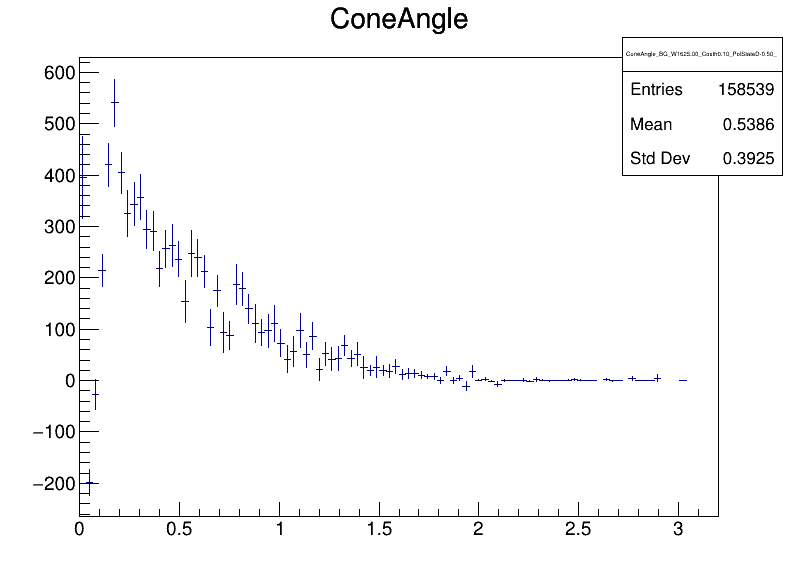 ConeAngle
ConeAngle_BG_W1625.00_Costh0.10_PolStateD-0.50_
Entries 158539
Mean 0.5386
Std Dev 0.3925
600
500
400
300
200
100
0
−100
−200
0 0.5 1 1.5 2 2.5 3